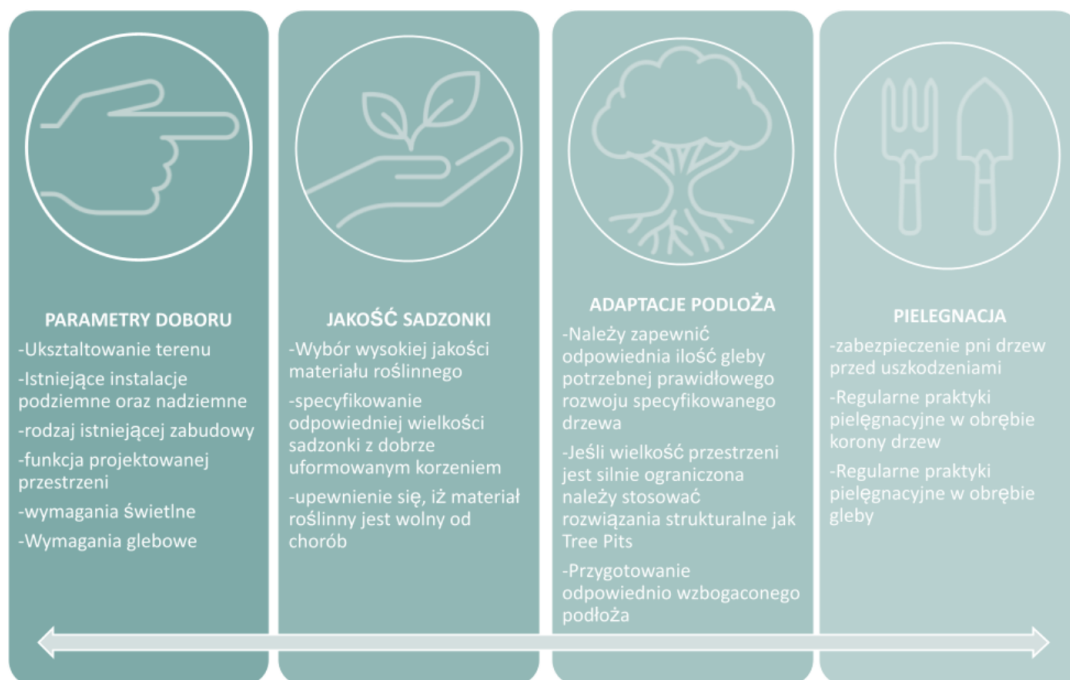 PARAMETRY DOBORU
-Ukształtowanie terenu
-Istniejące instalacje
podziemne oraz nadziemne
-rodzaj istniejącej zabudowy
-funkcja projektowanej
przestrzeni
-wymagania świetlne
-Wymagania glebowe
JAKOŚĆ SADZONKI
-Wybór wysokiej jakości
materiału roślinnego
-specyfikowanie
odpowiedniej wielkości
sadzonki z dobrze
uformowanym korzeniem
-upewnienie się, iż materiał
roślinny jest wolny od
chorób
ADAPTACJE PODLOŻA
-Należy zapewnić
odpowiednia ilość gleby
potrzebnej prawidłowego
rozwoju specyfikowanego
drzewa
-Jeśli wielkość przestrzeni
jest silnie ograniczona
należy stosować
rozwiązania strukturalne jak
Tree Pits
-Przygotowanie
odpowiednio wzbogaconego
podłoża
PIELEGNACJA
-zabezpieczenie pni drzew
przed uszkodzeniami
-Regularne praktyki
pielęgnacyjne w obrębie
korony drzew
-Regularne praktyki
pielęgnacyjne w obrębie
gleby